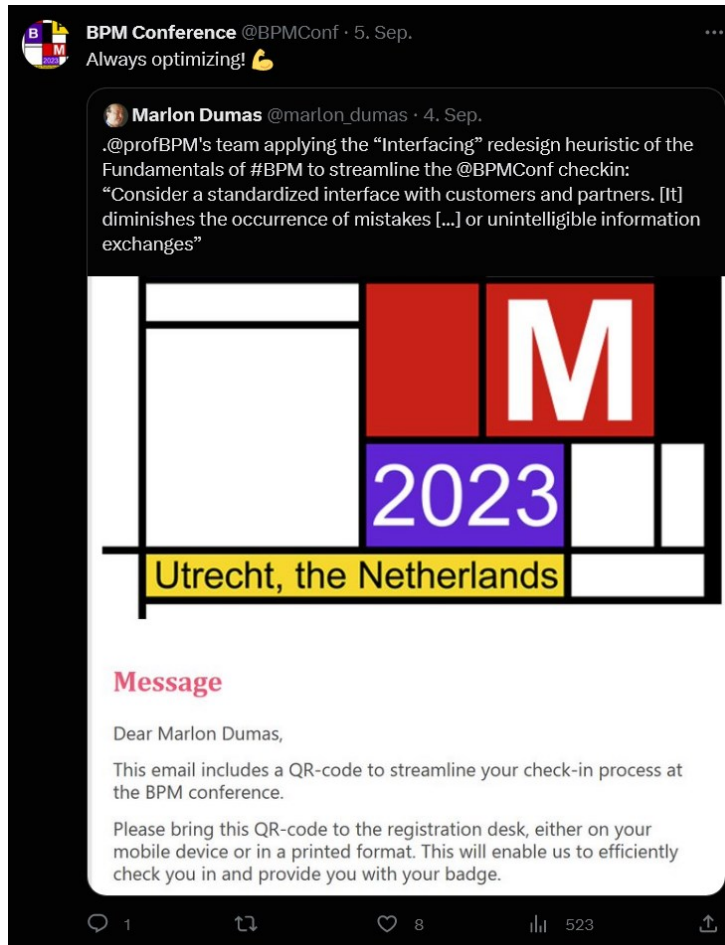 BPM Conference @BPMConf · 5. Sep.
Always optimizing! 💪
Marlon Dumas @marlon_dumas · 4. Sep.
.@profBPM's team applying the “Interfacing” redesign heuristic of the
Fundamentals of #BPM to streamline the @BPMConf checkin:
“Consider a standardized interface with customers and partners. [It]
diminishes the occurrence of mistakes [...] or unintelligible information
exchanges”
M
2023
Utrecht, the Netherlands
Message
Dear Marlon Dumas,
This email includes a QR-code to streamline your check-in process at
the BPM conference.
Please bring this QR-code to the registration desk, either on your
mobile device or in a printed format. This will enable us to efficiently
check you in and provide you with your badge.
1 8 523